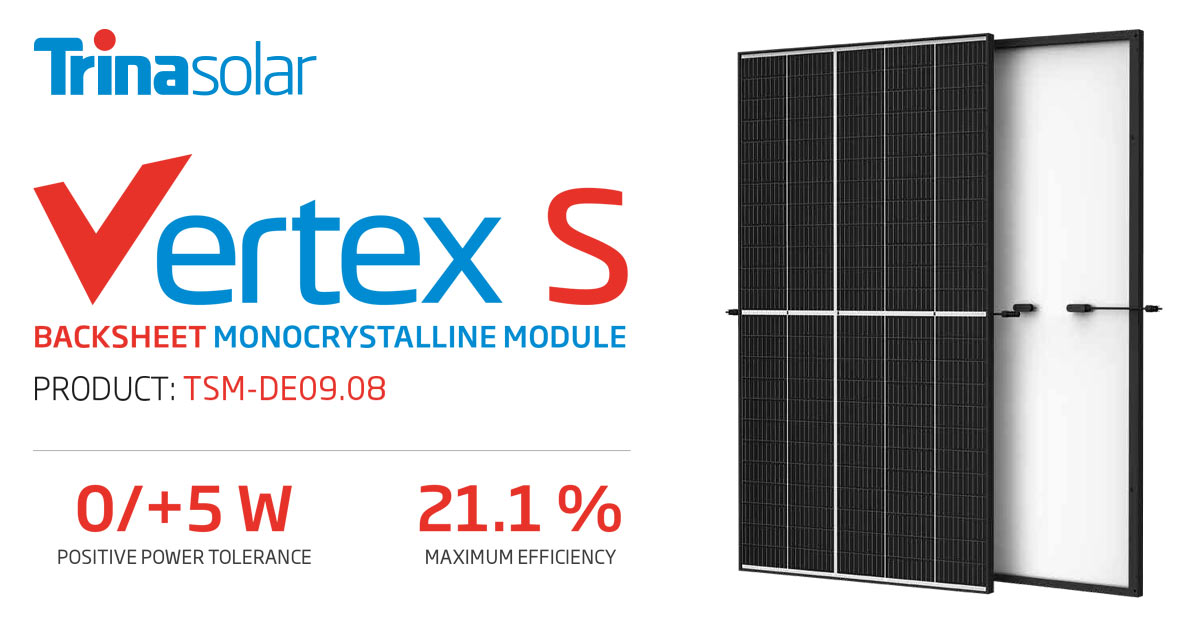 Trinasolar
Vertex S
BACKSHEET MONOCRYSTALLINE MODULE
PRODUCT: TSM-DE09.08
0/+5 W
POSITIVE POWER TOLERANCE
21.1 %
MAXIMUM EFFICIENCY